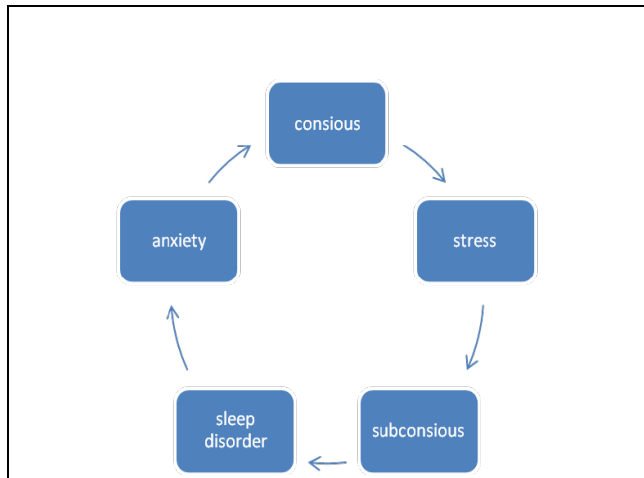 consious
stress
subconsious
sleep
disorder
anxiety